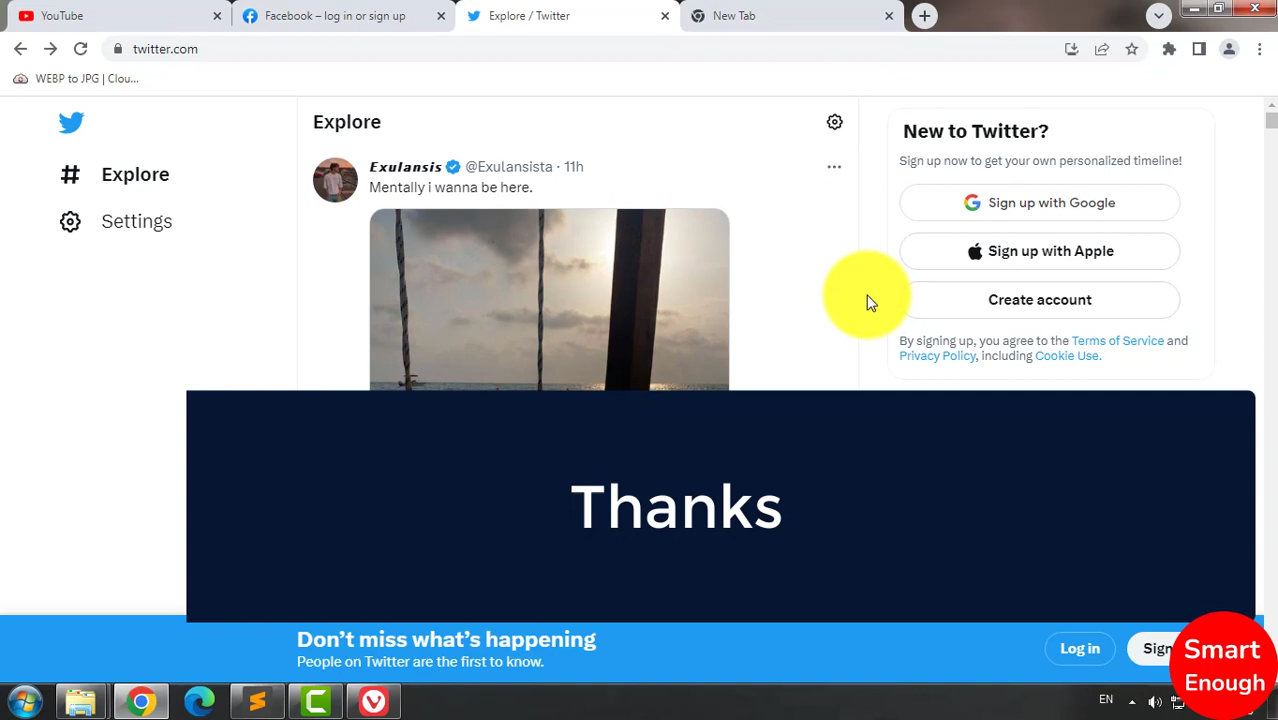 YouTube
Facebook – log in or sign up
Explore / Twitter
New Tab
twitter.com
WEBP to JPG | Clou...
Explore
Settings
Explore
Exulansis @Exulansista · 11h
Mentally i wanna be here.
New to Twitter?
Sign up now to get your own personalized timeline!
Sign up with Google
Sign up with Apple
Create account
By signing up, you agree to the Terms of Service and
Privacy Policy, including Cookie Use.
Thanks
Don't miss what's happening
People on Twitter are the first to know.
Log in
Sign
Smart
Enough
EN